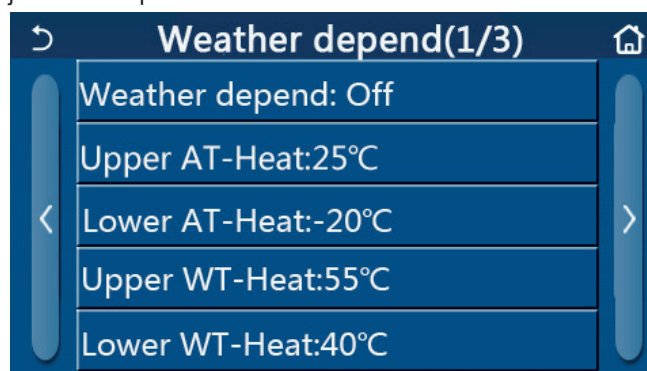 Weather depend(1/3)
Weather depend: Off
Upper AT-Heat:25℃
Lower AT-Heat:-20℃
Upper WT-Heat:55℃
Lower WT-Heat:40℃